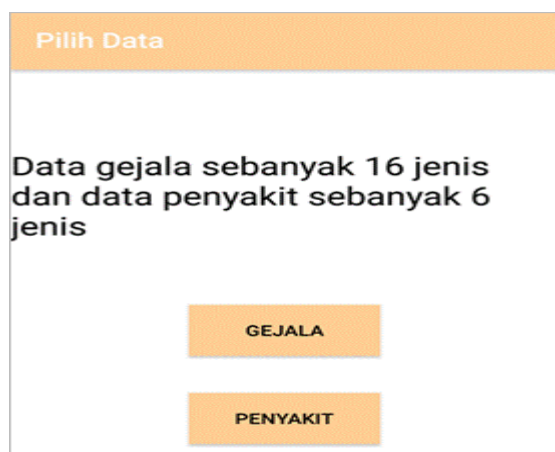 Pilih Data
Data gejala sebanyak 16 jenis
dan data penyakit sebanyak 6
jenis
GEJALA
PENYAKIT